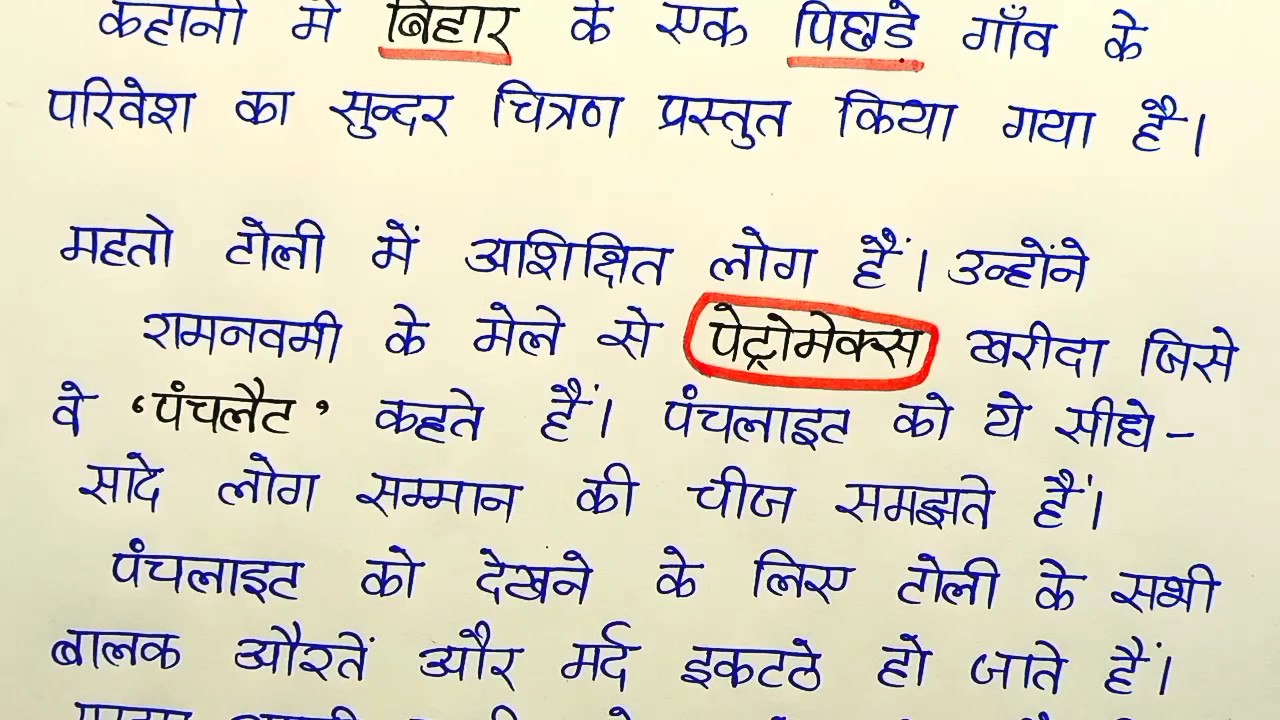 कहानी में बिहार के एक पिछड़े गाँव के
परिवेश का सुन्दर चित्रण प्रस्तुत किया गया है।
महतो टोली में अशिक्षित लोग हैं। उन्होंने
रामनवमी के मेले से पेट्रोमेक्स खरीदा जिसे
वे ‘पंचलैट’ कहते हैं। पंचलाइट को ये सीधे-
सादे लोग सम्मान की चीज समझते हैं।
पंचलाइट को देखने के लिए टोली के सभी
बालक औरतें और मर्द इकटठे हो जाते हैं।